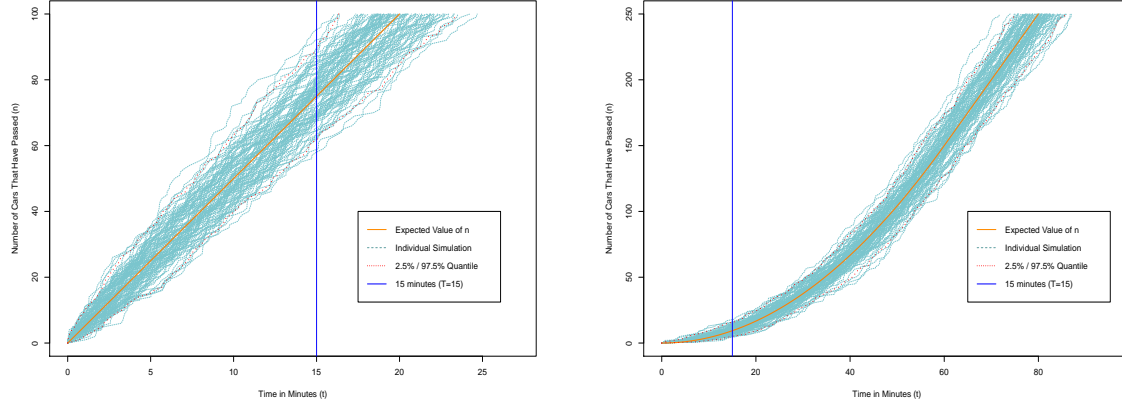 100
80
60
40
20
0
Number of Cars That Have Passed (n)
Expected Value of n
Individual Simulation
2.5% / 97.5% Quantile
15 minutes (T=15)
0 5 10 15 20 25
Time in Minutes (t)
250
200
150
100
50
0
Number of Cars That Have Passed (n)
Expected Value of n
Individual Simulation
2.5% / 97.5% Quantile
15 minutes (T=15)
0 20 40 60 80
Time in Minutes (t)